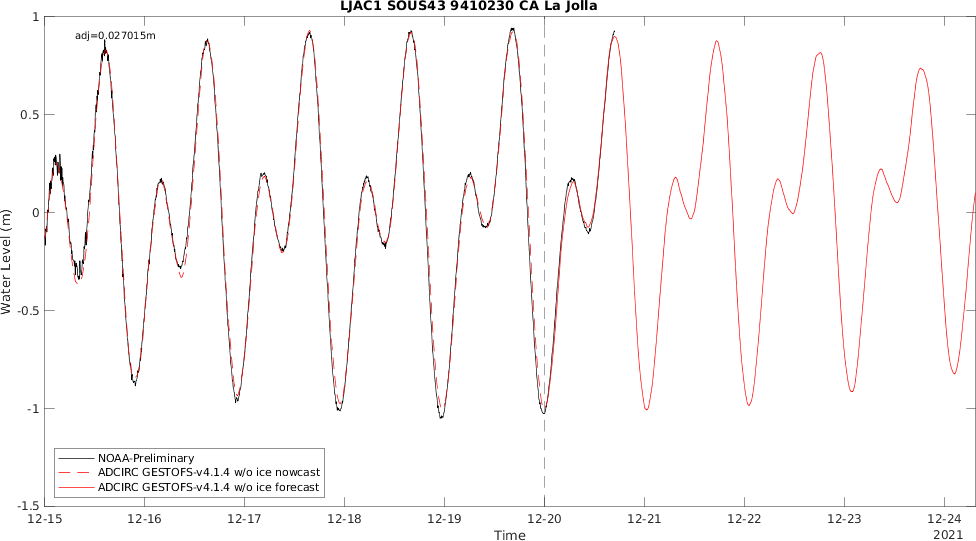 LJAC1 SOUS43 9410230 CA La Jolla
adj=0.027015m
1
0.5
0
-0.5
-1
-1.5
Water Level (m)
NOAA-Preliminary
ADCIRC GESTOFS-v4.1.4 w/o ice nowcast
ADCIRC GESTOFS-v4.1.4 w/o ice forecast
12-15 12-16 12-17 12-18 12-19 12-20 12-21 12-22 12-23 12-24
2021
Time